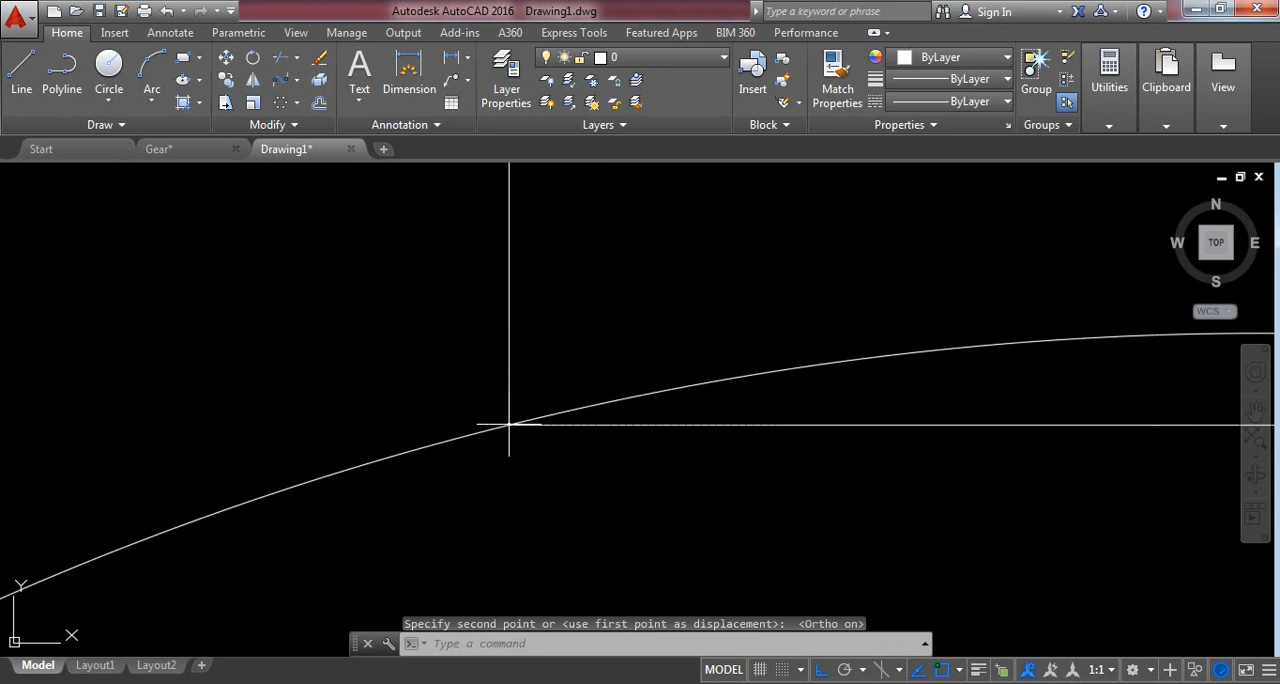 Autodesk AutoCAD 2016 Drawing1.dwg
Type a keyword or phrase
Sign In
Home Insert Annotate Parametric View Manage Output Add-ins A360 Express Tools Featured Apps BIM 360 Performance
Line Polyline Circle Arc
Text Dimension
Layer Properties
0
Insert
Match Properties
ByLayer
ByLayer
ByLayer
Group
Utilities
Clipboard
View
Draw Modify Annotation Layers Block Properties Groups
Start Gear* Drawing1*
N
W TOP E
S
WCS
Y
X
Specify second point or <use first point as displacement>: <Ortho on>
Type a command
Model Layout1 Layout2
MODEL 1:1